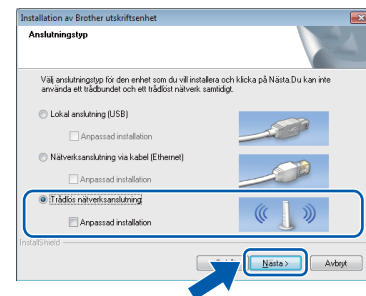 Installation av Brother utskriftsenhet
Anslutningstyp
Välj anslutningstyp för den enhet som du vill installera och klicka på Nästa.Du kan inte
använda ett trådbundet och ett trådlöst nätverk samtidigt.
Lokal anslutning (USB)
Anpassad installation
Nätverksanslutning via kabel (Ethernet)
Anpassad installation
Trådlös nätverksanslutning
Anpassad installation
InstallShield
Nästa >
Avbryt